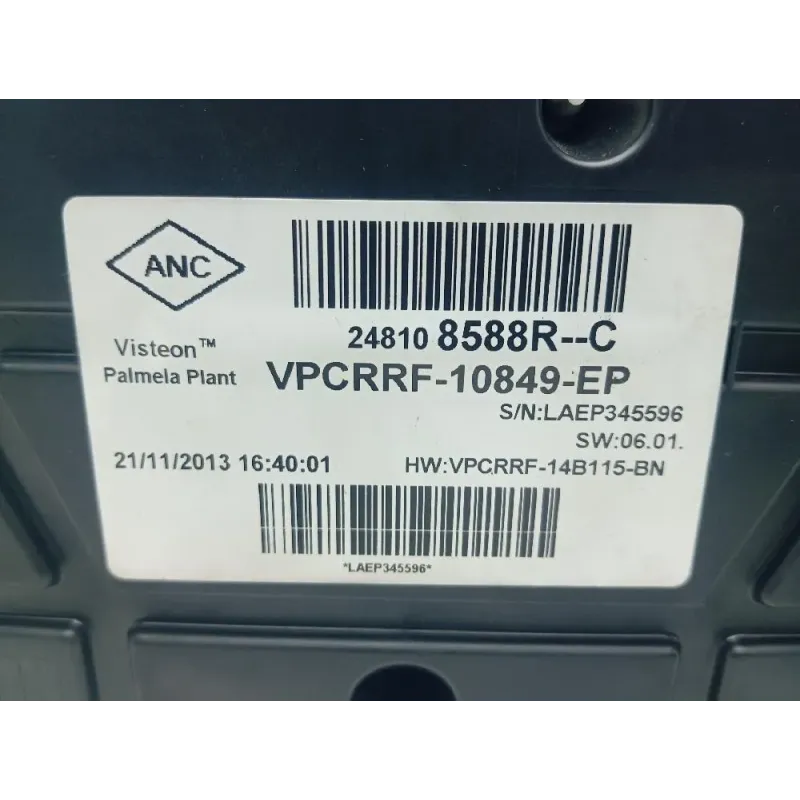 ANC
24810 8588R--C
Visteon™
Palmela Plant
VPCRRF-10849-EP
S/N:LAEP345596
SW:06.01.
21/11/2013 16:40:01
HW:VPCRRF-14B115-BN
*LAEP345596*